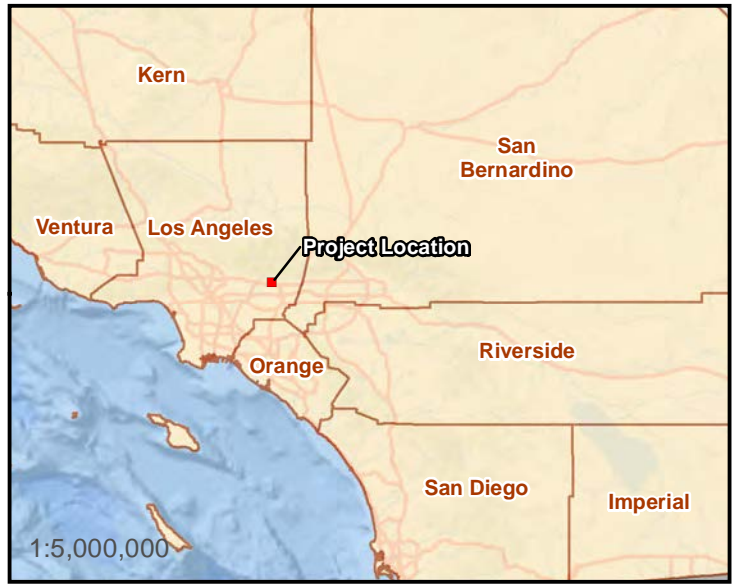 Kern
San
Bernardino
Ventura
Los Angeles
Project Location
Riverside
Orange
San Diego
Imperial
1:5,000,000